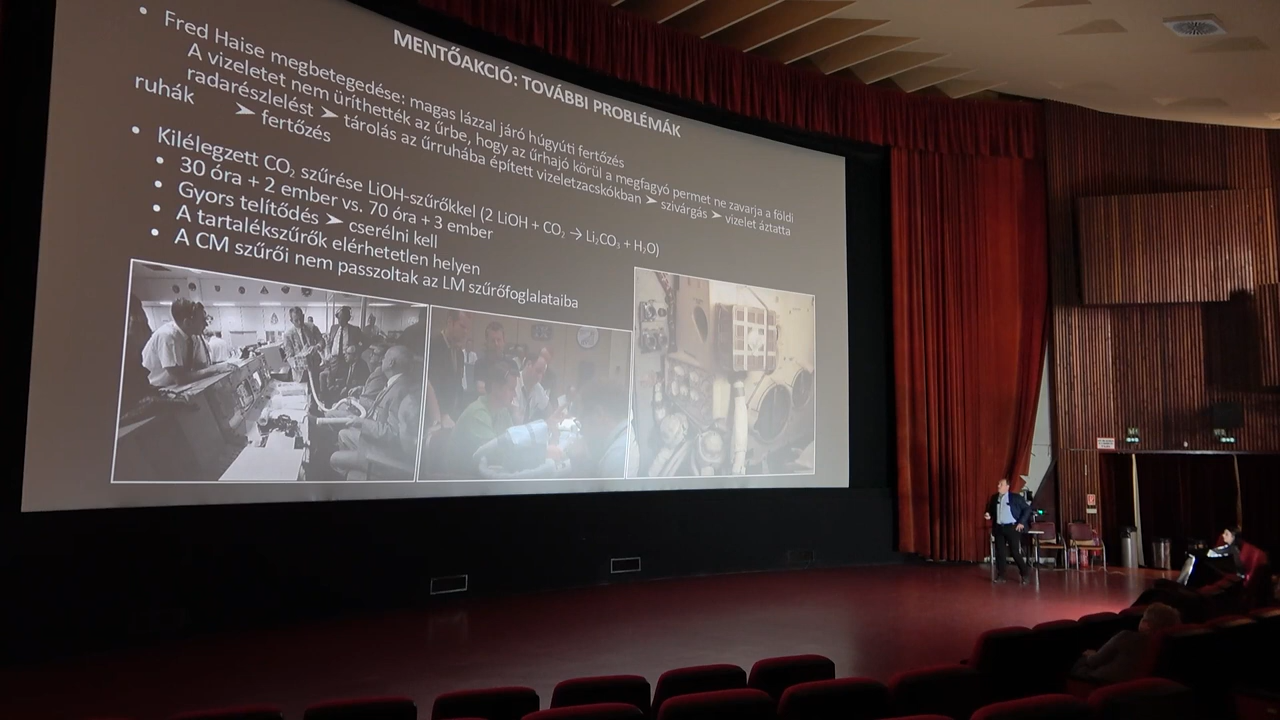 MENTŐAKCIÓ: TOVÁBBI PROBLÉMÁK
• Fred Haise megbetegedése: magas lázzal járó húgyúti fertőzés
A vizeletet nem üríthették az űrbe, hogy az űrhajó körül a megfagyó permet ne zavarja a földi
radarészlelést ➤ tárolás az űrruhába épített vizeletzacskókban ➤ szivárgás ➤ vizelet áztatta
ruhák ➤ fertőzés
• Kilélegzett CO₂ szűrése LiOH-szűrőkkel (2 LiOH + CO₂ → Li₂CO₃ + H₂O)
• 30 óra + 2 ember vs. 70 óra + 3 ember
• Gyors telítődés ➤ cserélni kell
• A tartalékszűrők elérhetetlen helyen
• A CM szűrői nem passzoltak az LM szűrőfoglalataiba